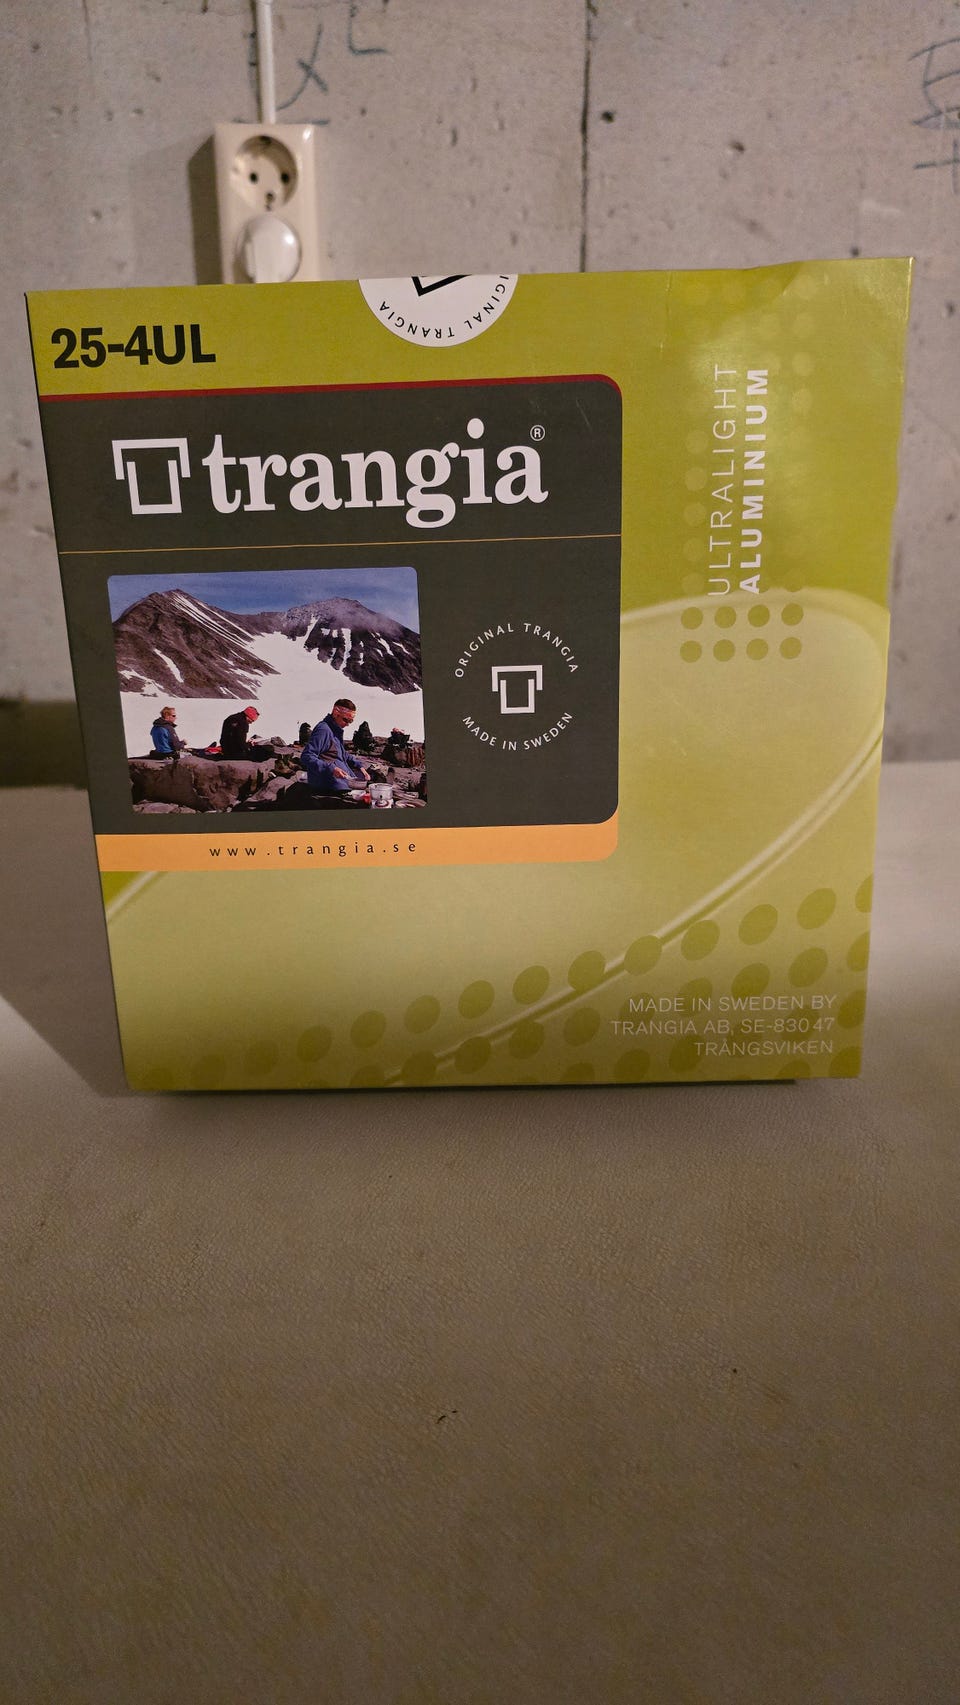 25-4UL
ORIGINAL TRANGIA
trangia®
ULTRALIGHT
ALUMINIUM
ORIGINAL TRANGIA
MADE IN SWEDEN
www.trangia.se
MADE IN SWEDEN BY
TRANGIA AB, SE-830 47
TRÅNGSVIKEN